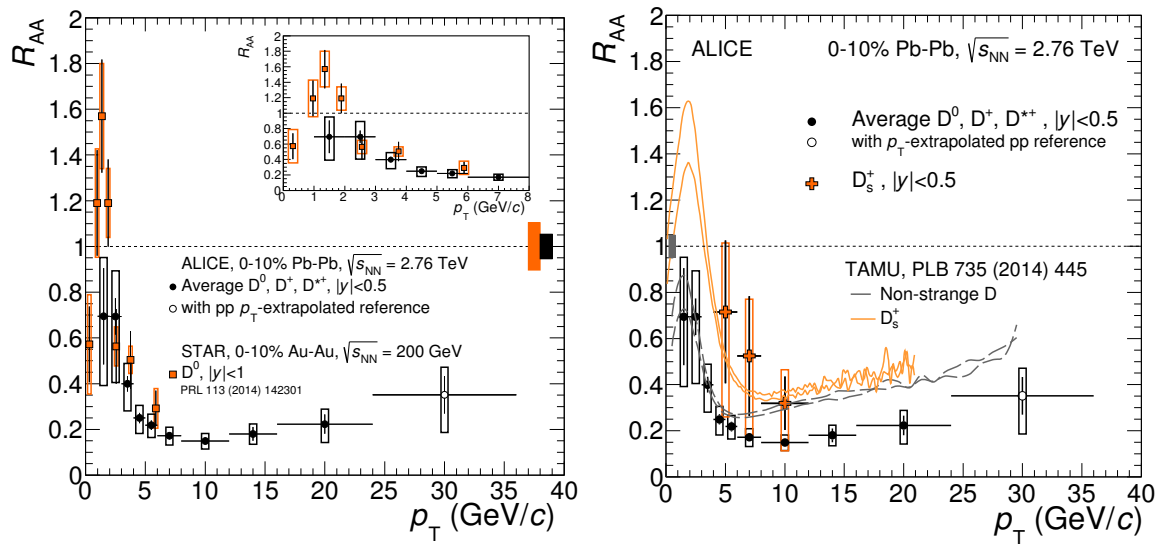 R_AA
2
1.8
1.6
1.4
1.2
1
0.8
0.6
0.4
0.2
0
0 5 10 15 20 25 30 35 40
p_T (GeV/c)
R_AA
2
1.8
1.6
1.4
1.2
1
0.8
0.6
0.4
0.2
0
0 1 2 3 4 5 6 7 8
p_T (GeV/c)
ALICE, 0-10% Pb-Pb, √s_NN = 2.76 TeV
Average D⁰, D⁺, D*⁺, |y|<0.5
with pp p_T-extrapolated reference
STAR, 0-10% Au-Au, √s_NN = 200 GeV
D⁰, |y|<1
PRL 113 (2014) 142301
R_AA
2
1.8
1.6
1.4
1.2
1
0.8
0.6
0.4
0.2
0
0 5 10 15 20 25 30 35 40
p_T (GeV/c)
ALICE 0-10% Pb-Pb, √s_NN = 2.76 TeV
Average D⁰, D⁺, D*⁺, |y|<0.5
with p_T-extrapolated pp reference
D_s⁺, |y|<0.5
TAMU, PLB 735 (2014) 445
Non-strange D
D_s⁺